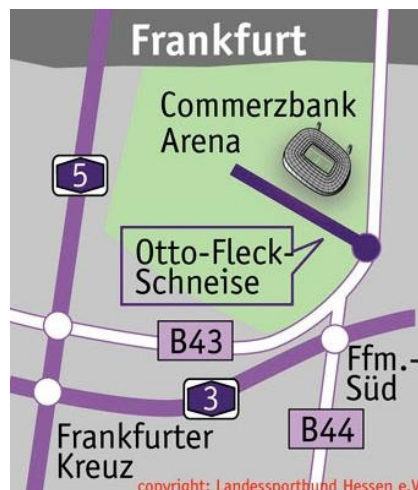 Frankfurt
Commerzbank
Arena
5
Otto-Fleck-
Schneise
B43
Ffm.-
Süd
3
B44
Frankfurter
Kreuz
copyright: Landessportbund Hessen e.V